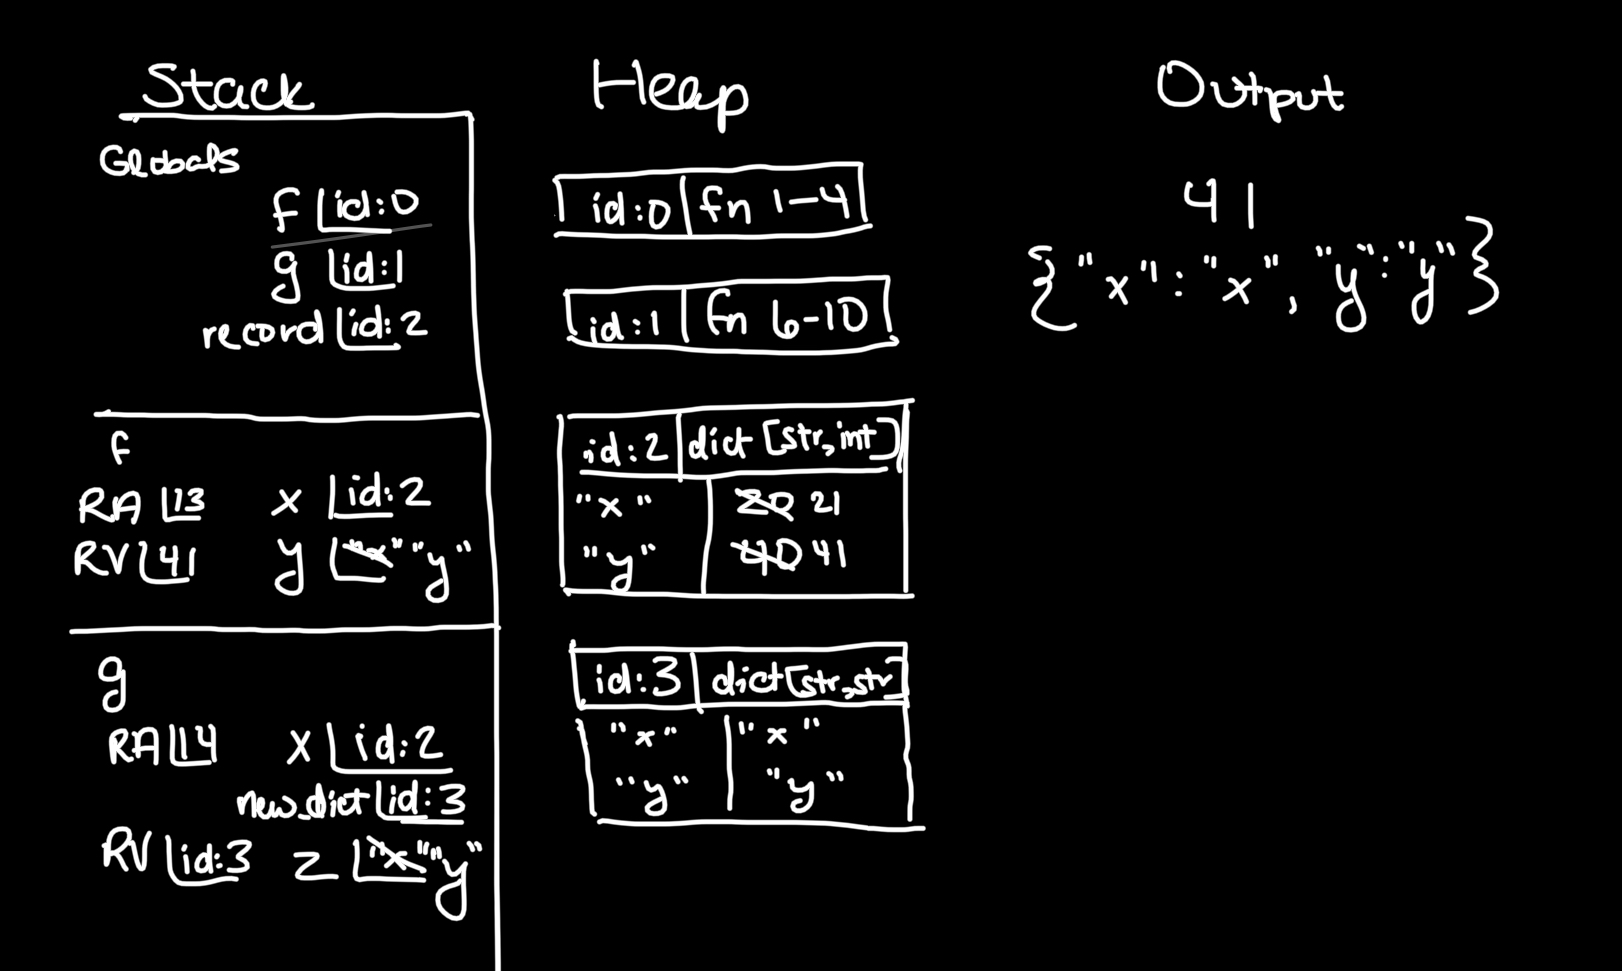 Stack
Globals
f id:0
g id:1
record id:2
f
RA 13 x id:2
RV 41 y "x" "y"
g
RA 14 x id:2
new_dict id:3
RV id:3 z "x" "y"
Heap
id:0 fn 1-4
id:1 fn 6-10
id:2 dict[str,int]
"x" 20 21
"y" 40 41
id:3 dict[str,str]
"x" "x"
"y" "y"
Output
41
{"x":"x", "y":"y"}